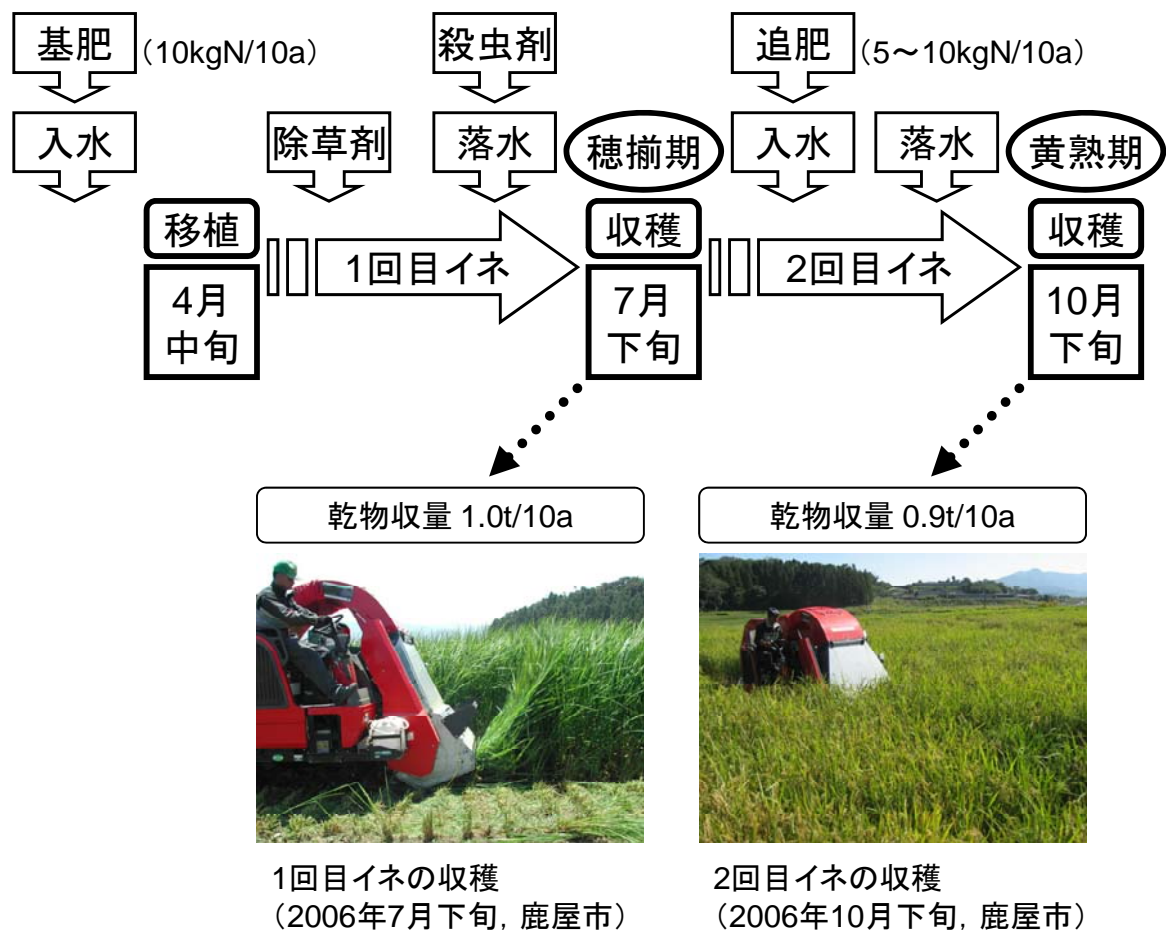 基肥 （10kgN/10a）
殺虫剤
追肥 （5～10kgN/10a）
入水
除草剤
落水
穂揃期
入水
落水
黄熟期
移植
1回目イネ
収穫
2回目イネ
収穫
4月
中旬
7月
下旬
10月
下旬
乾物収量 1.0t/10a
乾物収量 0.9t/10a
1回目イネの収穫
（2006年7月下旬，鹿屋市）
2回目イネの収穫
（2006年10月下旬，鹿屋市）